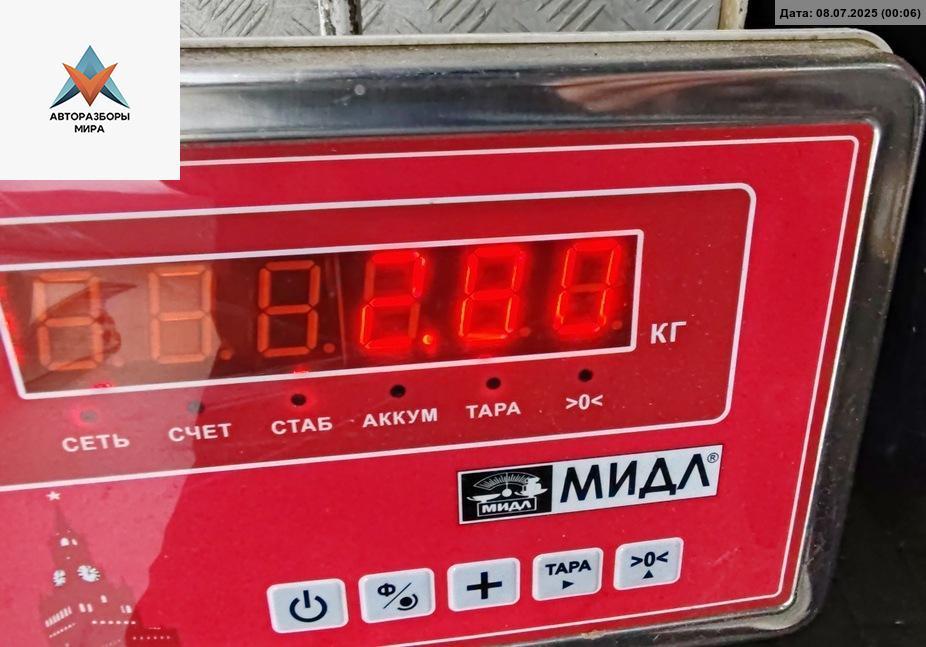 Дата: 08.07.2025 (00:06)
АВТОРАЗБОРЫ
МИРА
КГ
СЕТЬ СЧЕТ СТАБ АККУМ ТАРА >0<
МИДЛ МИДЛ®
Ф ТАРА >0<